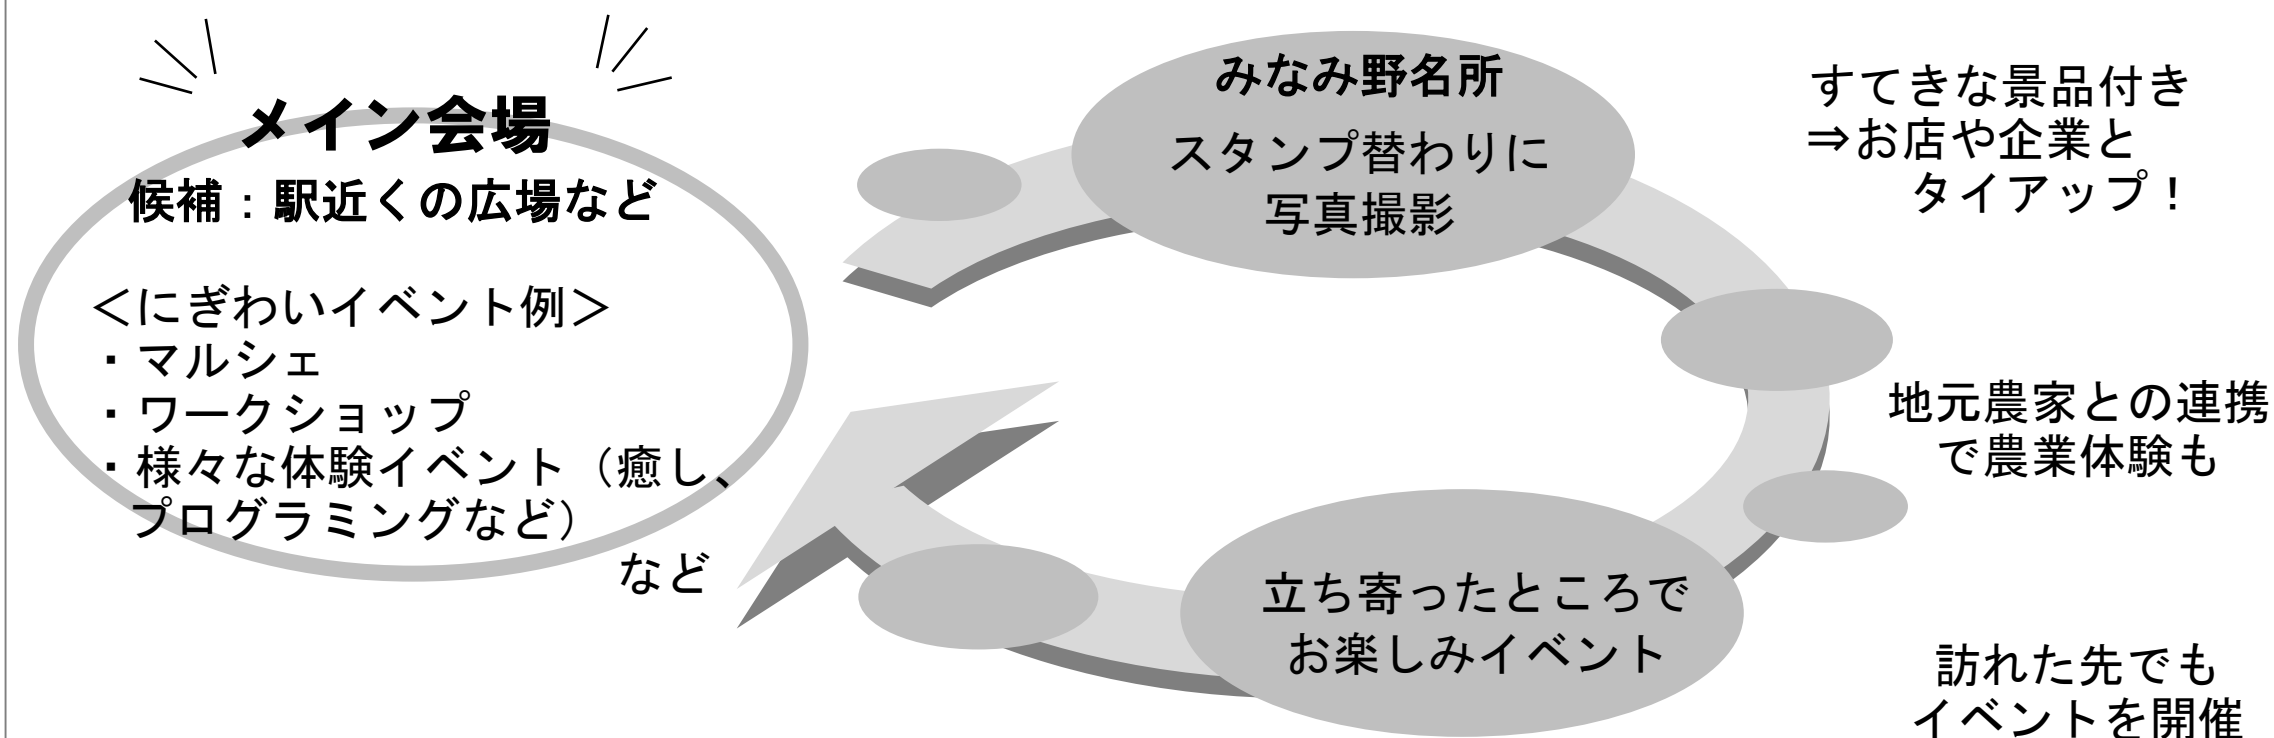 メイン会場
候補：駅近くの広場など
＜にぎわいイベント例＞
・マルシェ
・ワークショップ
・様々な体験イベント（癒し、
プログラミングなど）
など
みなみ野名所
スタンプ替わりに
写真撮影
すてきな景品付き
⇒お店や企業と
タイアップ！
地元農家との連携
で農業体験も
立ち寄ったところで
お楽しみイベント
訪れた先でも
イベントを開催